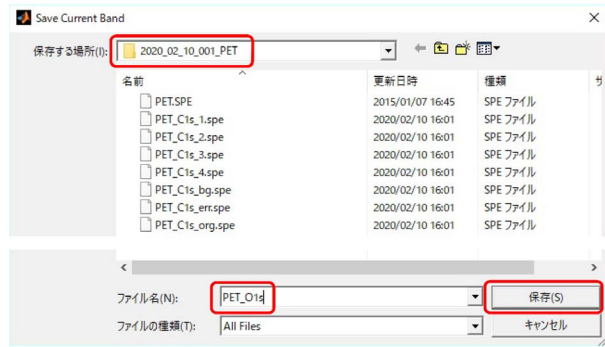 Save Current Band
保存する場所(I): 2020_02_10_001_PET
名前 更新日時 種類 サ
PET.SPE 2015/01/07 16:45 SPE ファイル
PET_C1s_1.spe 2020/02/10 16:01 SPE ファイル
PET_C1s_2.spe 2020/02/10 16:01 SPE ファイル
PET_C1s_3.spe 2020/02/10 16:01 SPE ファイル
PET_C1s_4.spe 2020/02/10 16:01 SPE ファイル
PET_C1s_bg.spe 2020/02/10 16:01 SPE ファイル
PET_C1s_err.spe 2020/02/10 16:01 SPE ファイル
PET_C1s_org.spe 2020/02/10 16:01 SPE ファイル
ファイル名(N): PET_O1s 保存(S)
ファイルの種類(T): All Files キャンセル